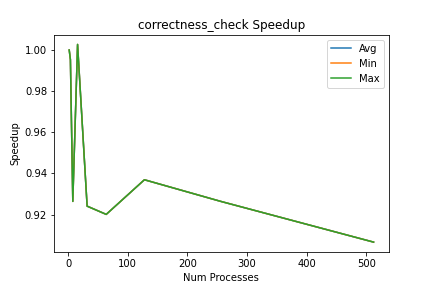 correctness_check Speedup
Avg
Min
Max
1.00
0.98
0.96
0.94
0.92
Speedup
0 100 200 300 400 500
Num Processes